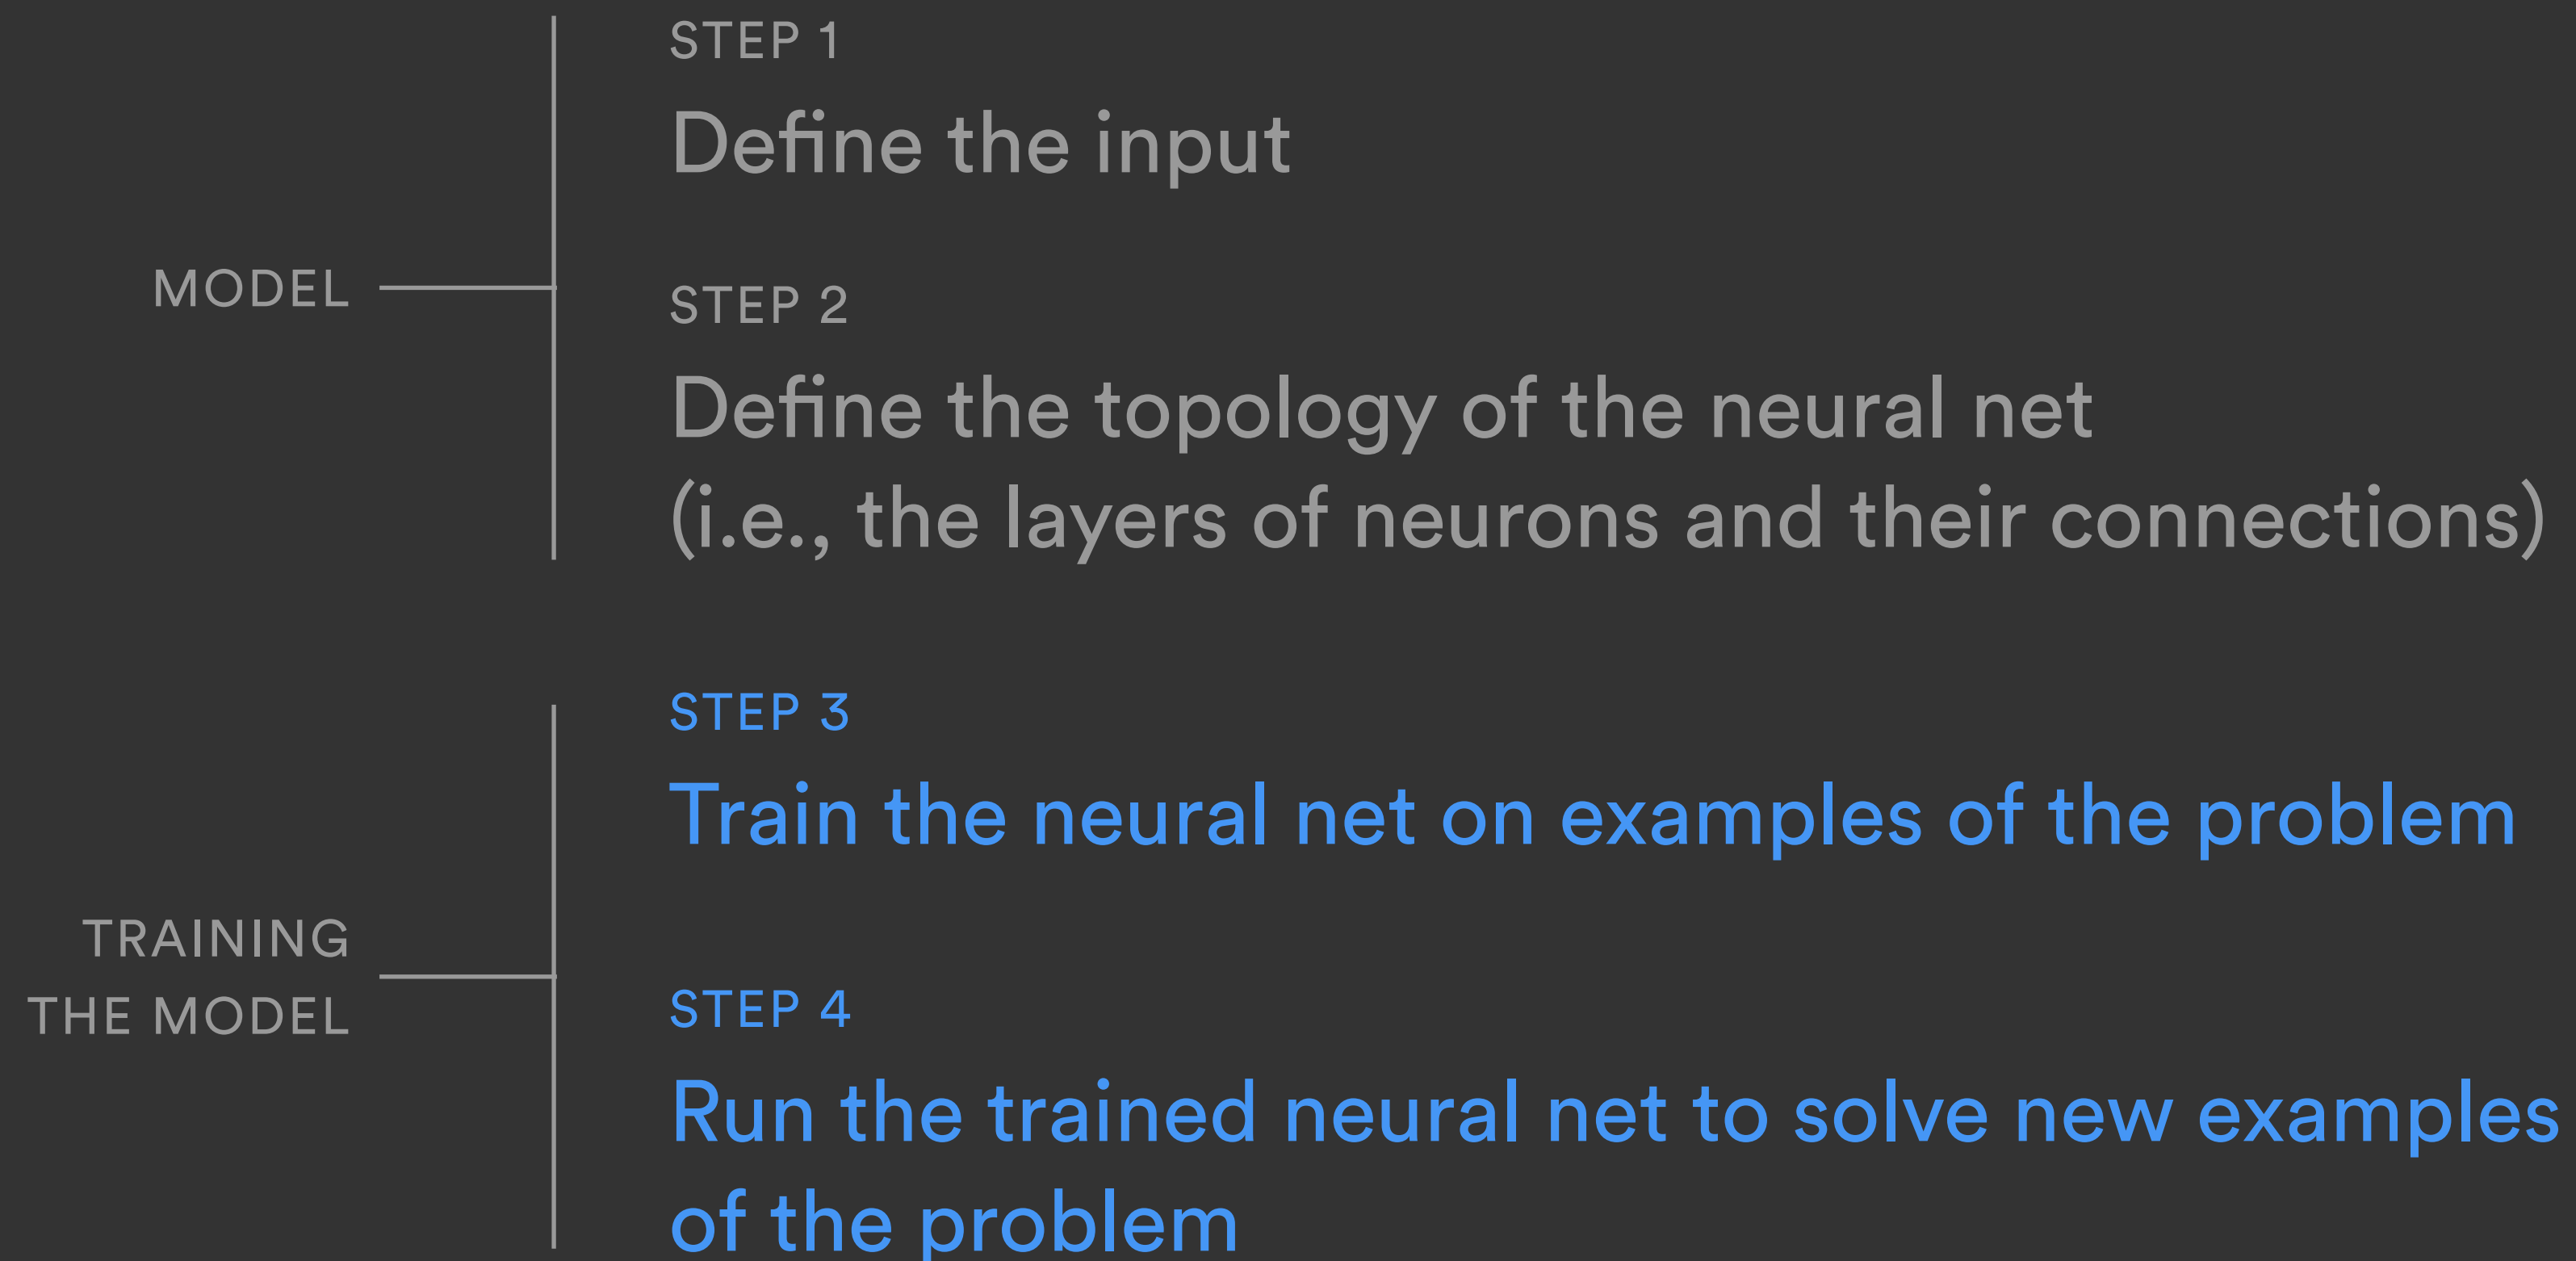 STEP 1
Define the input
MODEL
STEP 2
Define the topology of the neural net
(i.e., the layers of neurons and their connections)
STEP 3
Train the neural net on examples of the problem
TRAINING
THE MODEL
STEP 4
Run the trained neural net to solve new examples
of the problem